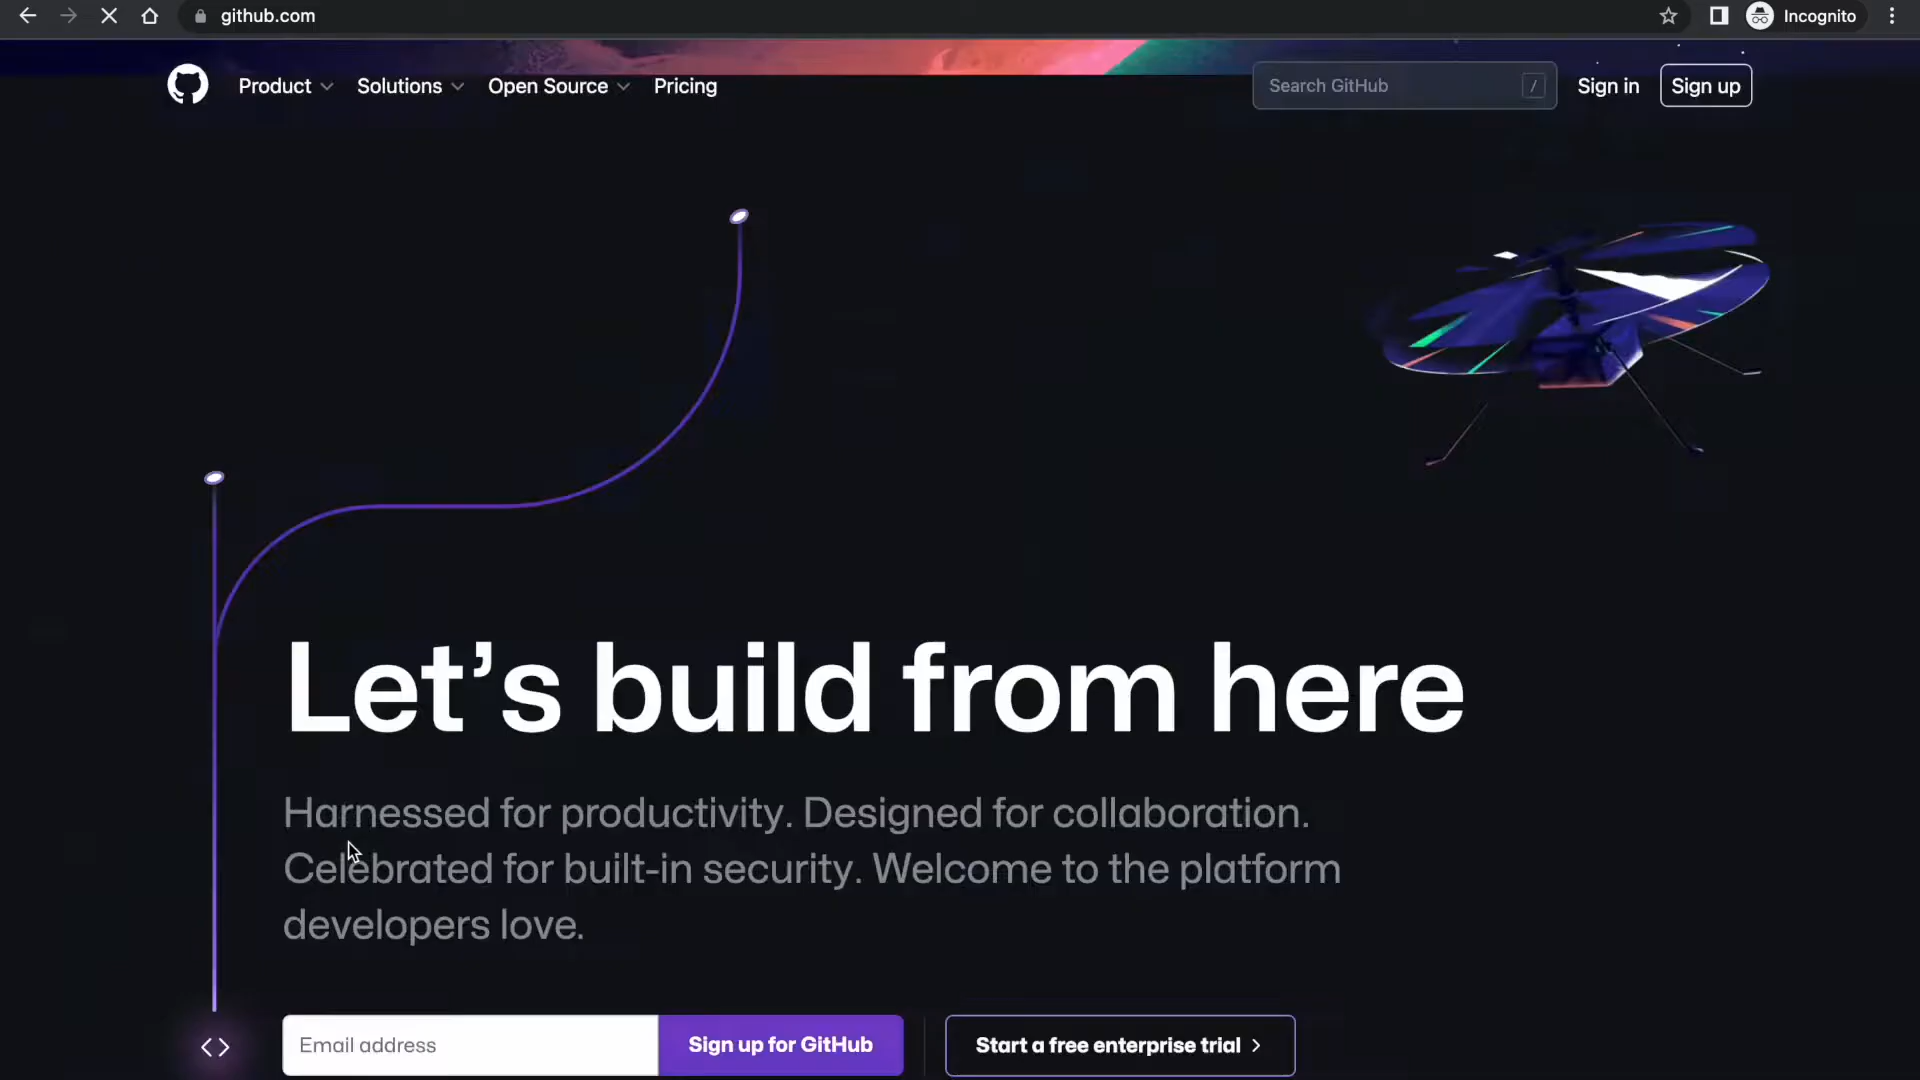 github.com
Incognito
Product
Solutions
Open Source
Pricing
Search GitHub
/
Sign in
Sign up
Let’s build from here
Harnessed for productivity. Designed for collaboration.
Celebrated for built-in security. Welcome to the platform
developers love.
Email address
Sign up for GitHub
Start a free enterprise trial